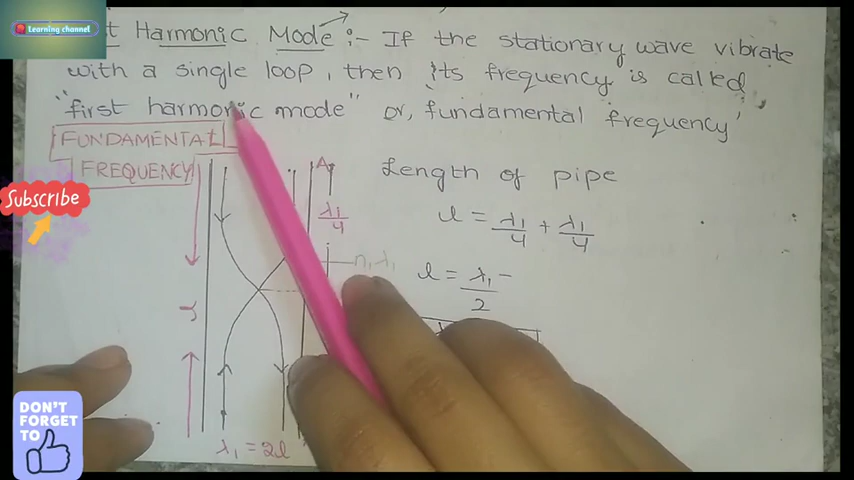 Learning channel
t Harmonic Mode :- If the stationary wave vibrate
with a single loop, then its frequency is called
"first harmonic mode" or, fundamental frequency"
FUNDAMENTAL
FREQUENCY
Subscribe
A
λ₁/4
n₁λ₁
l
λ₁ = 2l
Length of pipe
l = λ₁/4 + λ₁/4
l = λ₁/2
DON'T
FORGET
TO